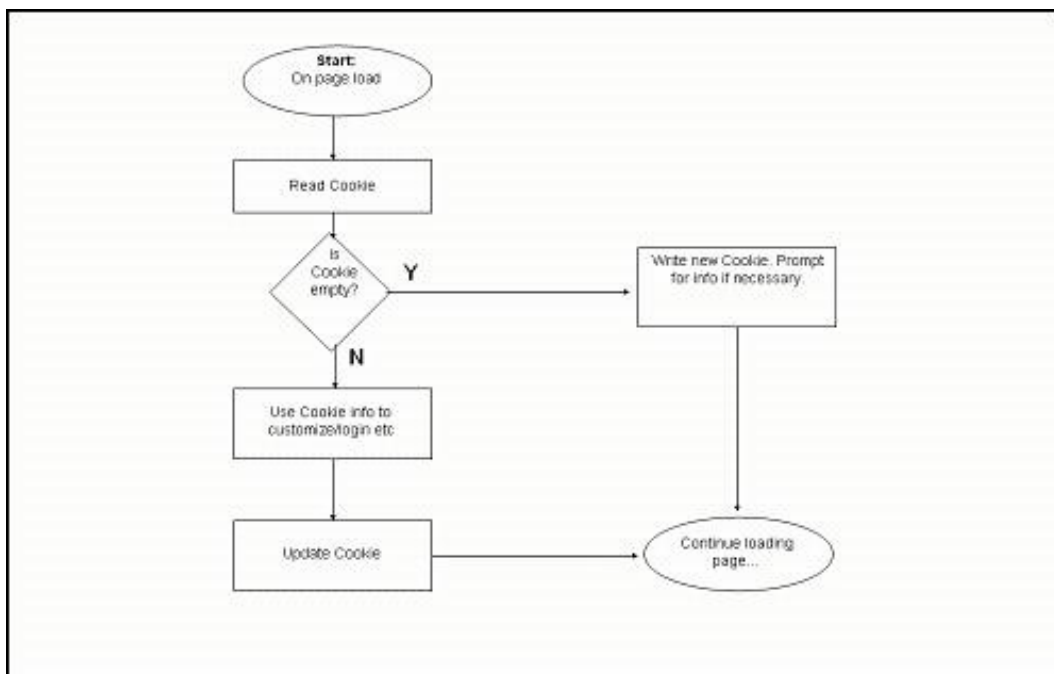 Start:
On page load
Read Cookie
Is
Cookie
empty?
Y
Write new Cookie. Prompt
for info if necessary.
N
Use Cookie info to
customize/login etc
Update Cookie
Continue loading
page...